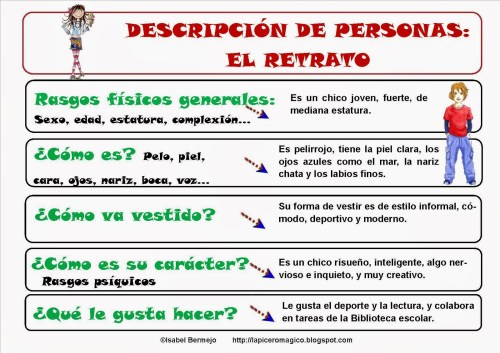 DESCRIPCIÓN DE PERSONAS:
EL RETRATO
Rasgos físicos generales:
Sexo, edad, estatura, complexión...
Es un chico joven, fuerte, de
mediana estatura.
¿Cómo es? Pelo, piel,
cara, ojos, nariz, boca, voz...
Es pelirrojo, tiene la piel clara, los
ojos azules como el mar, la nariz
chata y los labios finos.
¿Cómo va vestido?
Su forma de vestir es de estilo informal, có-
modo, deportivo y moderno.
¿Cómo es su carácter?
Rasgos psíquicos
Es un chico risueño, inteligente, algo ner-
vioso e inquieto, y muy creativo.
¿Qué le gusta hacer?
Le gusta el deporte y la lectura, y colabora
en tareas de la Biblioteca escolar.
©Isabel Bermejo http://lapiceromagico.blogspot.com